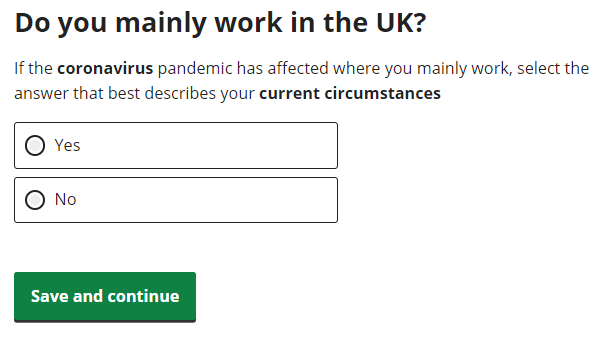 Do you mainly work in the UK?
If the coronavirus pandemic has affected where you mainly work, select the
answer that best describes your current circumstances
Yes
No
Save and continue